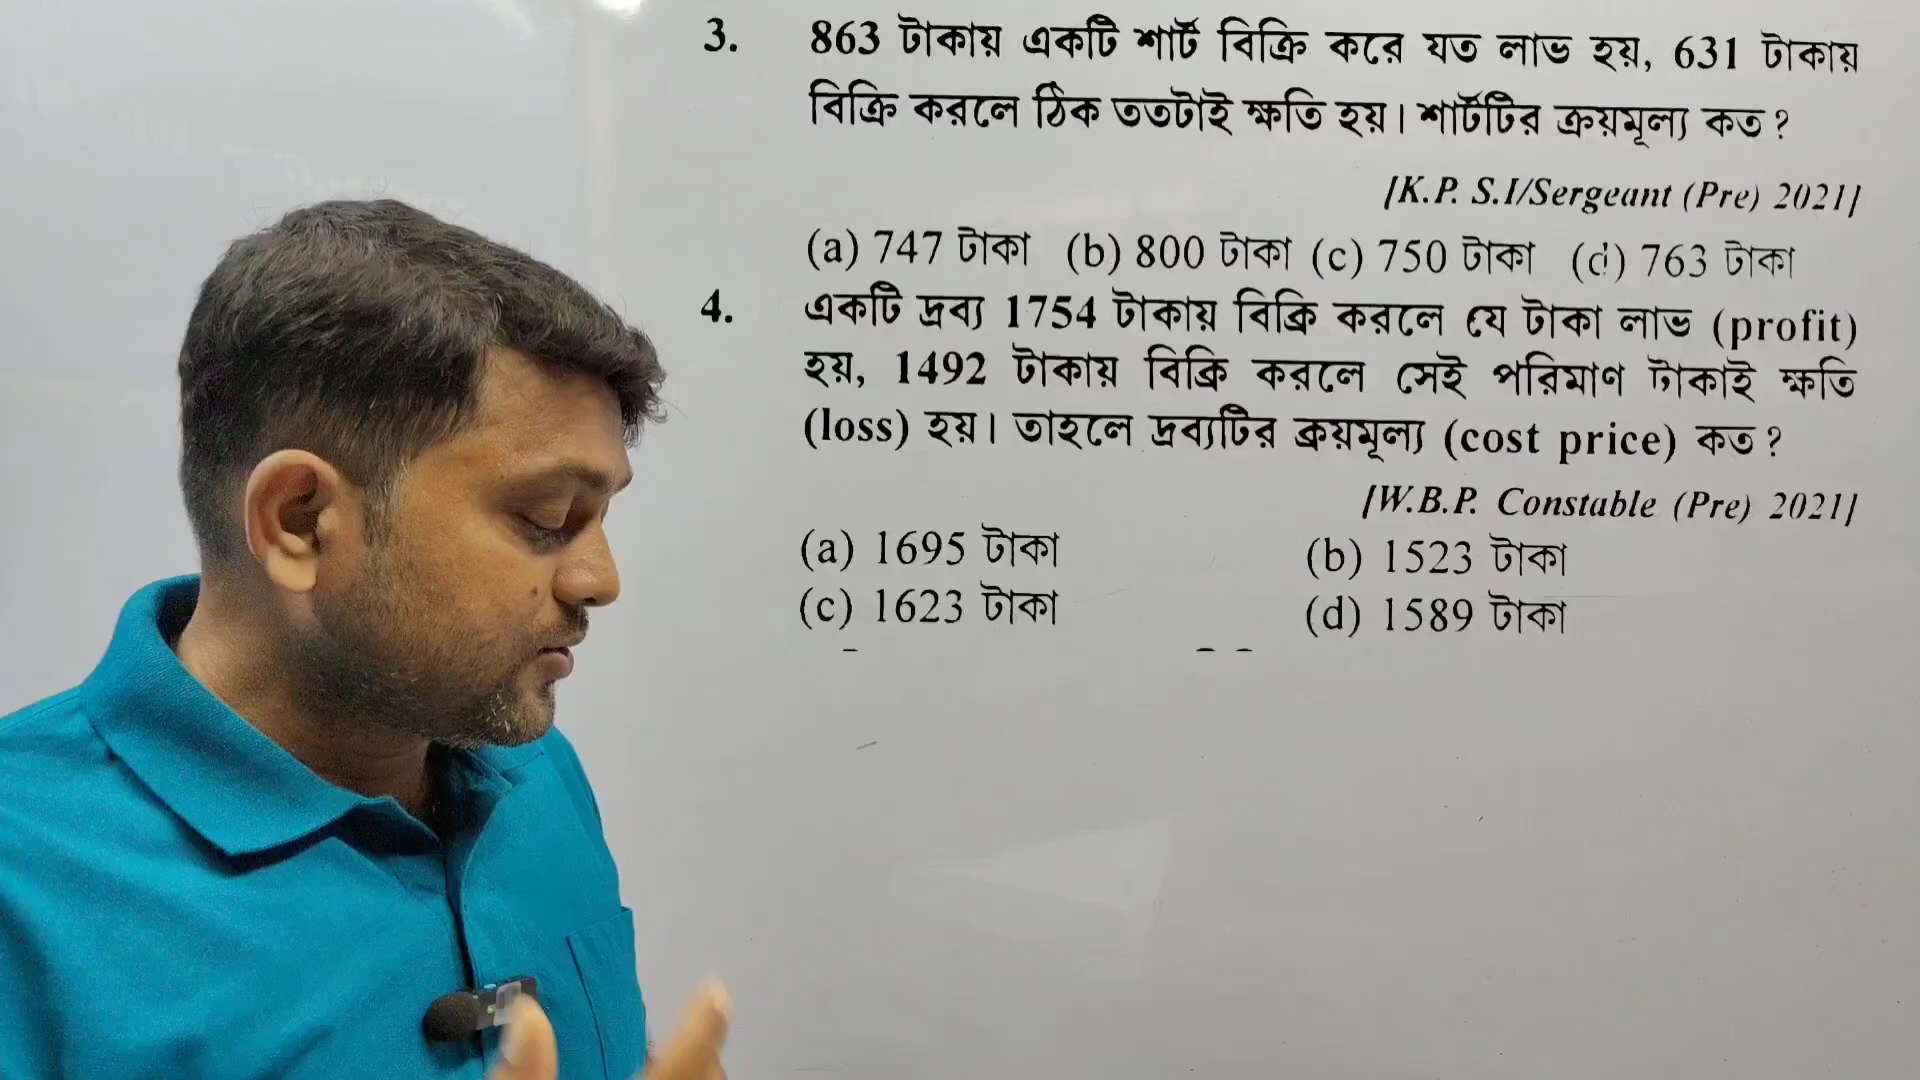 3. 863 টাকায় একটি শার্ট বিক্রি করে যত লাভ হয়, 631 টাকায়
বিক্রি করলে ঠিক ততটাই ক্ষতি হয়। শার্টটির ক্রয়মূল্য কত?
[K.P. S.I/Sergeant (Pre) 2021]
(a) 747 টাকা (b) 800 টাকা (c) 750 টাকা (d) 763 টাকা
4. একটি দ্রব্য 1754 টাকায় বিক্রি করলে যে টাকা লাভ (profit)
হয়, 1492 টাকায় বিক্রি করলে সেই পরিমাণ টাকাই ক্ষতি
(loss) হয়। তাহলে দ্রব্যটির ক্রয়মূল্য (cost price) কত?
[W.B.P. Constable (Pre) 2021]
(a) 1695 টাকা (b) 1523 টাকা
(c) 1623 টাকা (d) 1589 টাকা